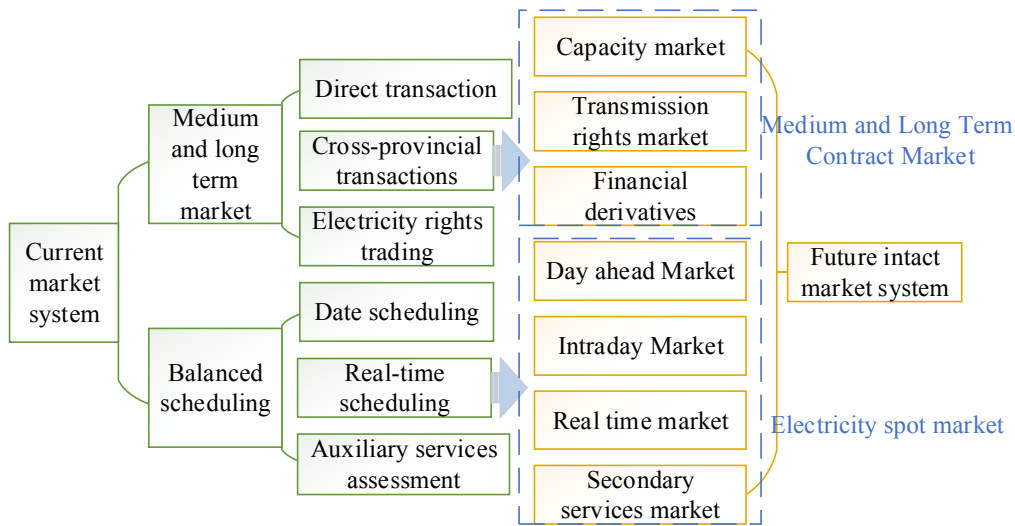 Current
market
system
Medium
and long
term
market
Balanced
scheduling
Direct transaction
Cross-provincial
transactions
Electricity rights
trading
Date scheduling
Real-time
scheduling
Auxiliary services
assessment
Capacity market
Transmission
rights market
Financial
derivatives
Day ahead Market
Intraday Market
Real time market
Secondary
services market
Medium and Long Term
Contract Market
Electricity spot market
Future intact
market system